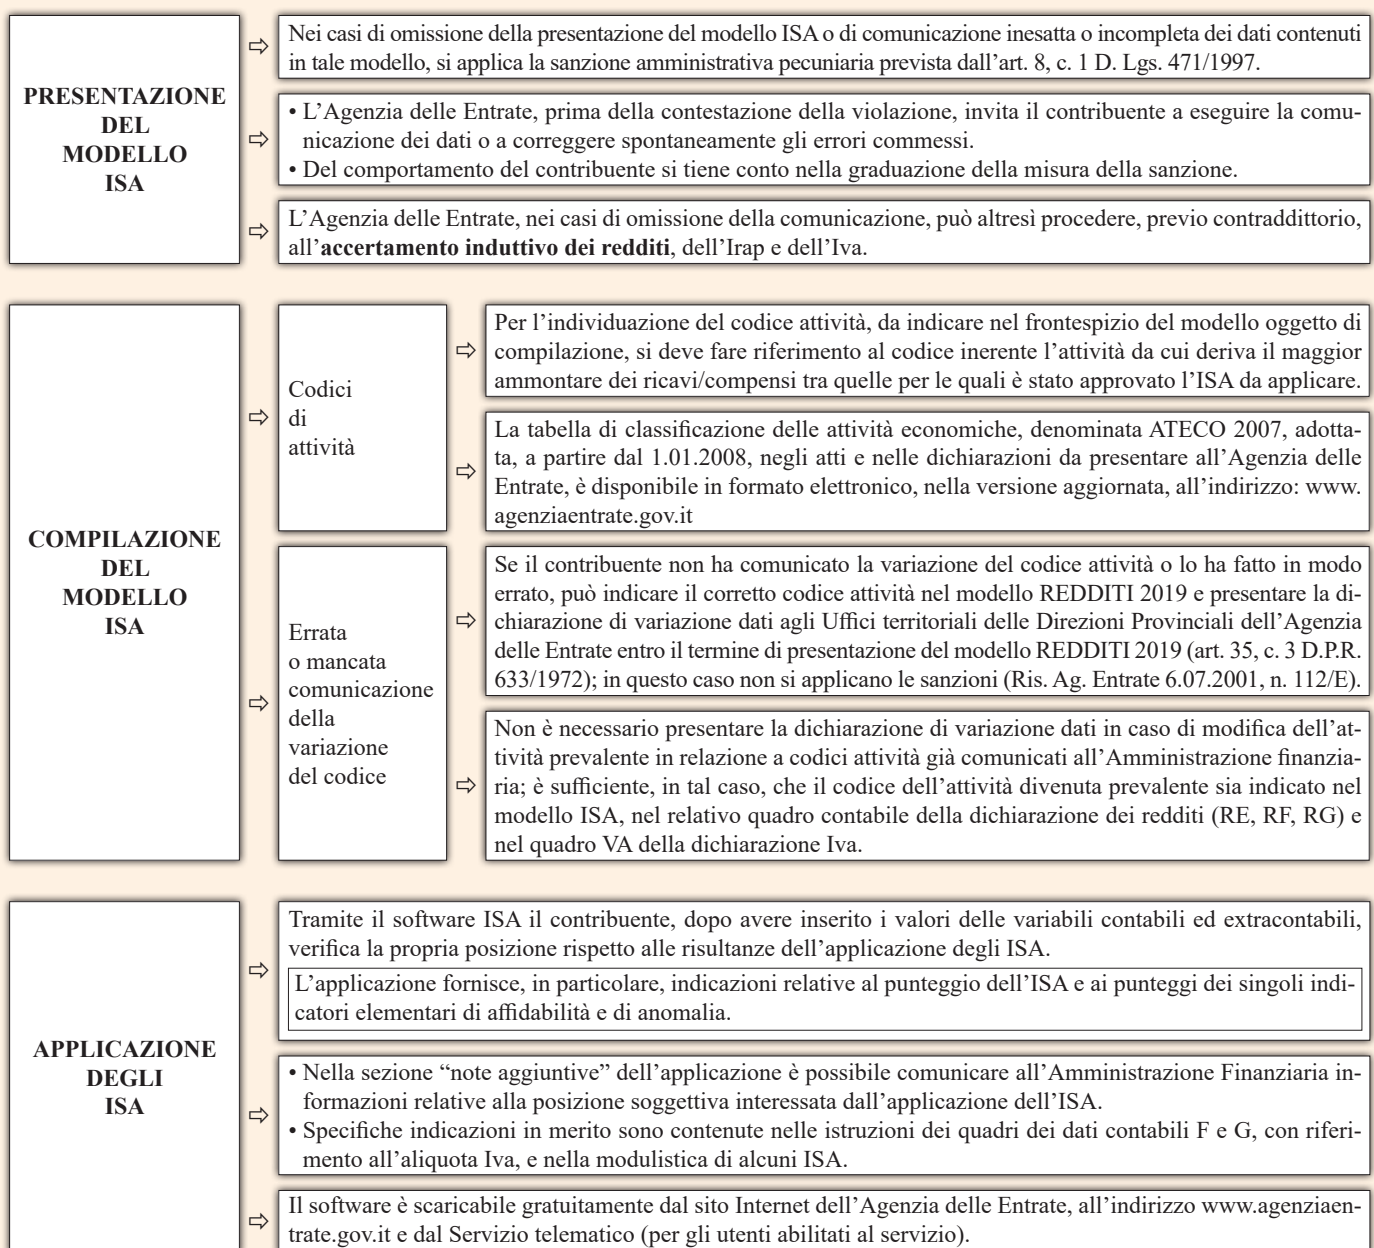 PRESENTAZIONE
DEL
MODELLO
ISA
Nei casi di omissione della presentazione del modello ISA o di comunicazione inesatta o incompleta dei dati contenuti
in tale modello, si applica la sanzione amministrativa pecuniaria prevista dall’art. 8, c. 1 D. Lgs. 471/1997.
• L’Agenzia delle Entrate, prima della contestazione della violazione, invita il contribuente a eseguire la comu-
nicazione dei dati o a correggere spontaneamente gli errori commessi.
• Del comportamento del contribuente si tiene conto nella graduazione della misura della sanzione.
L’Agenzia delle Entrate, nei casi di omissione della comunicazione, può altresì procedere, previo contraddittorio,
all’accertamento induttivo dei redditi, dell’Irap e dell’Iva.
COMPILAZIONE
DEL
MODELLO
ISA
Codici
di
attività
Per l’individuazione del codice attività, da indicare nel frontespizio del modello oggetto di
compilazione, si deve fare riferimento al codice inerente l’attività da cui deriva il maggior
ammontare dei ricavi/compensi tra quelle per le quali è stato approvato l’ISA da applicare.
La tabella di classificazione delle attività economiche, denominata ATECO 2007, adotta-
ta, a partire dal 1.01.2008, negli atti e nelle dichiarazioni da presentare all’Agenzia delle
Entrate, è disponibile in formato elettronico, nella versione aggiornata, all’indirizzo: www.
agenziaentrate.gov.it
Errata
o mancata
comunicazione
della
variazione
del codice
Se il contribuente non ha comunicato la variazione del codice attività o lo ha fatto in modo
errato, può indicare il corretto codice attività nel modello REDDITI 2019 e presentare la di-
chiarazione di variazione dati agli Uffici territoriali delle Direzioni Provinciali dell’Agenzia
delle Entrate entro il termine di presentazione del modello REDDITI 2019 (art. 35, c. 3 D.P.R.
633/1972); in questo caso non si applicano le sanzioni (Ris. Ag. Entrate 6.07.2001, n. 112/E).
Non è necessario presentare la dichiarazione di variazione dati in caso di modifica dell’at-
tività prevalente in relazione a codici attività già comunicati all’Amministrazione finanzia-
ria; è sufficiente, in tal caso, che il codice dell’attività divenuta prevalente sia indicato nel
modello ISA, nel relativo quadro contabile della dichiarazione dei redditi (RE, RF, RG) e
nel quadro VA della dichiarazione Iva.
APPLICAZIONE
DEGLI
ISA
Tramite il software ISA il contribuente, dopo avere inserito i valori delle variabili contabili ed extracontabili,
verifica la propria posizione rispetto alle risultanze dell’applicazione degli ISA.
L’applicazione fornisce, in particolare, indicazioni relative al punteggio dell’ISA e ai punteggi dei singoli indi-
catori elementari di affidabilità e di anomalia.
• Nella sezione “note aggiuntive” dell’applicazione è possibile comunicare all’Amministrazione Finanziaria in-
formazioni relative alla posizione soggettiva interessata dall’applicazione dell’ISA.
• Specifiche indicazioni in merito sono contenute nelle istruzioni dei quadri dei dati contabili F e G, con riferi-
mento all’aliquota Iva, e nella modulistica di alcuni ISA.
Il software è scaricabile gratuitamente dal sito Internet dell’Agenzia delle Entrate, all’indirizzo www.agenziaen-
trate.gov.it e dal Servizio telematico (per gli utenti abilitati al servizio).